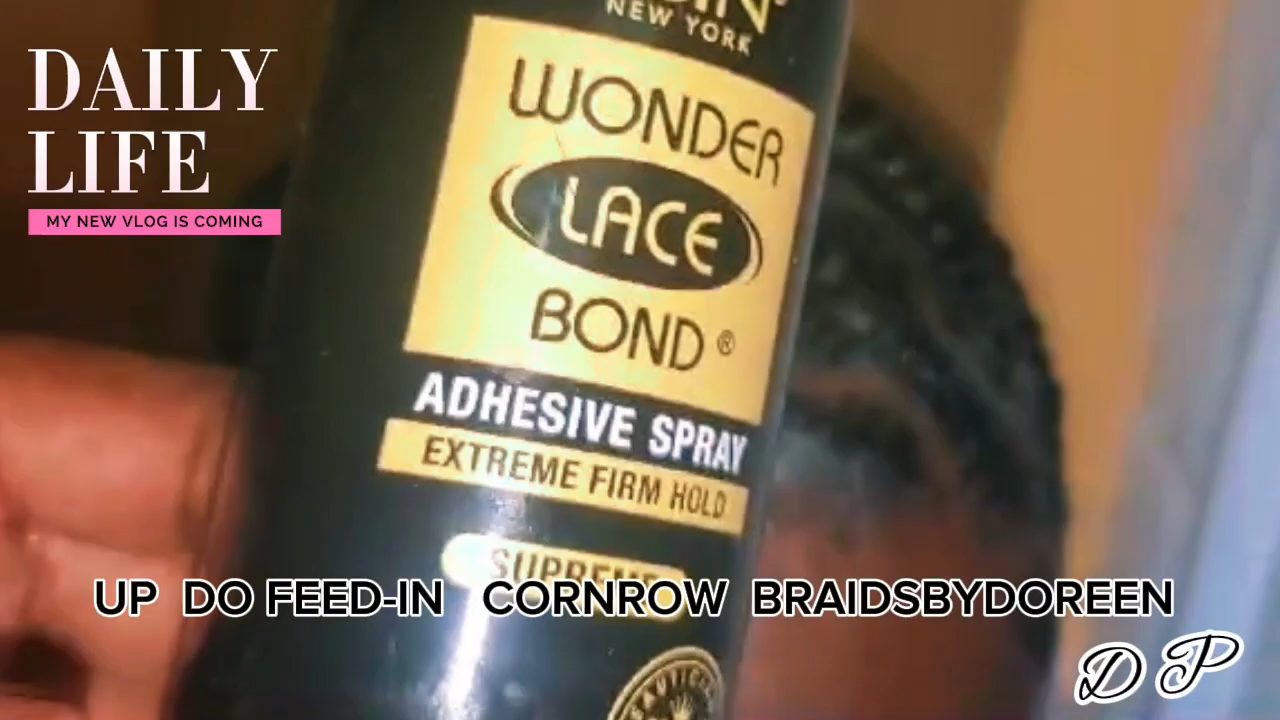 DAILY
LIFE
MY NEW VLOG IS COMING
NEW YORK
WONDER
LACE
BOND®
ADHESIVE SPRAY
EXTREME FIRM HOLD
SUPREME
UP DO FEED-IN CORNROW BRAIDSBYDOREEN
D P